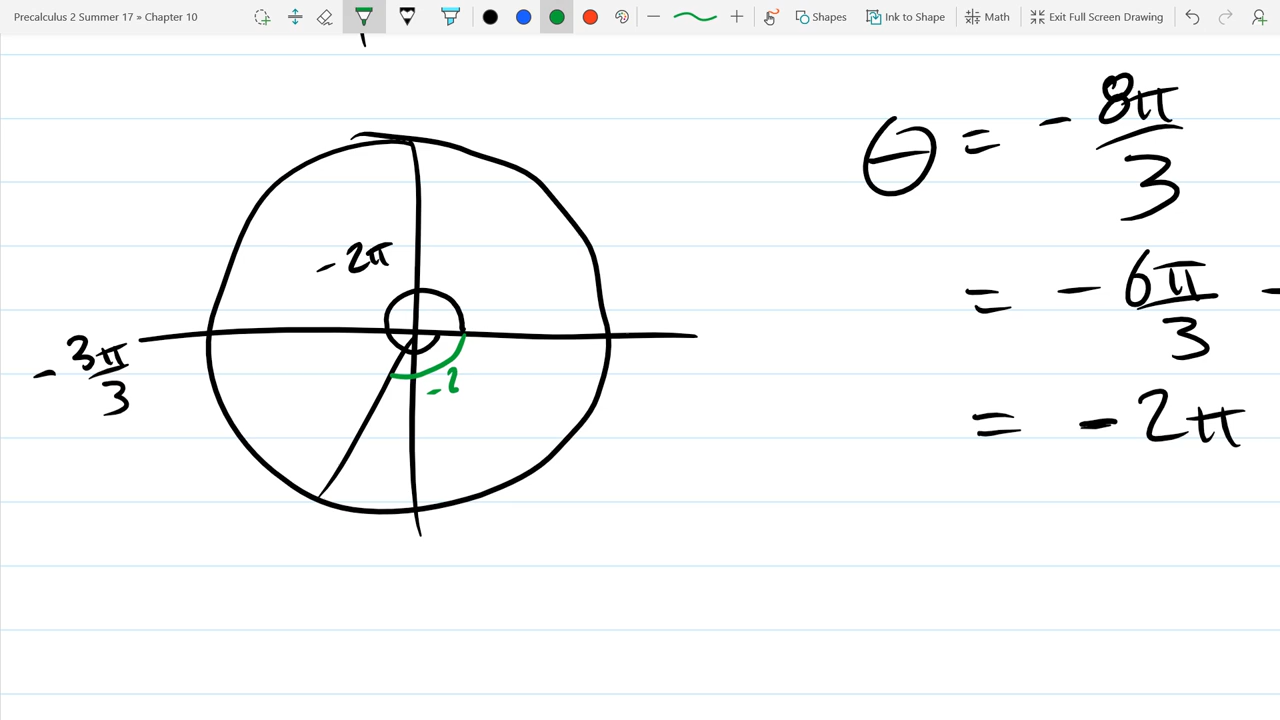 Precalculus 2 Summer 17 » Chapter 10
Shapes
Ink to Shape
Math
Exit Full Screen Drawing
θ = - 8π/3
= - 6π/3 -
= - 2π
- 2π
- 3π/3
- 2